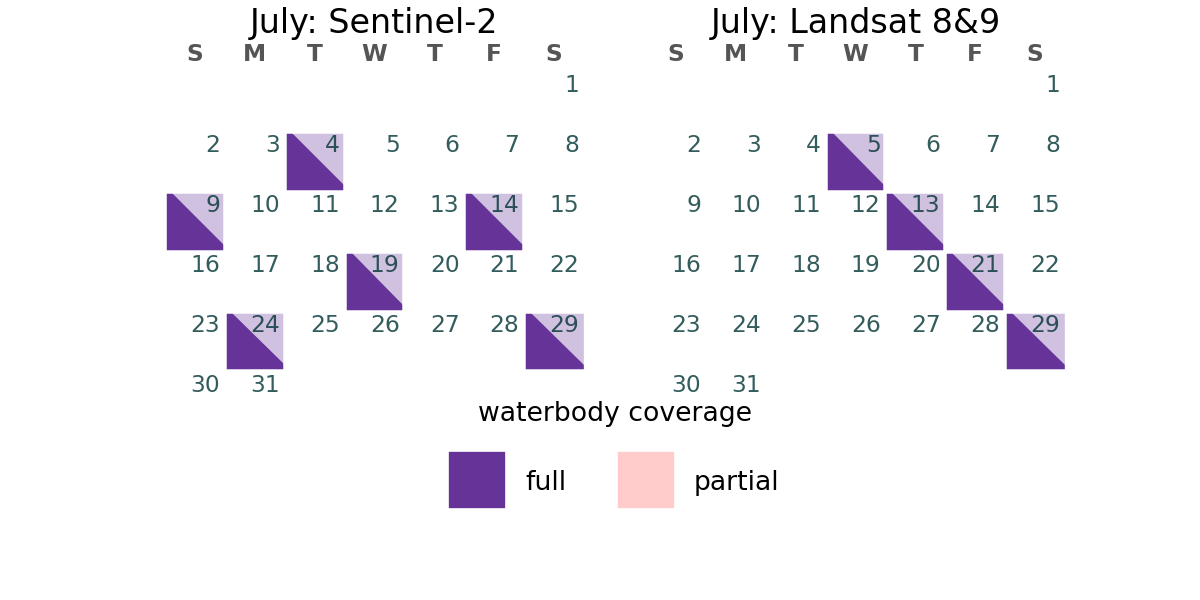 July: Sentinel-2
S M T W T F S
1
2 3 4 5 6 7 8
9 10 11 12 13 14 15
16 17 18 19 20 21 22
23 24 25 26 27 28 29
30 31
July: Landsat 8&9
S M T W T F S
1
2 3 4 5 6 7 8
9 10 11 12 13 14 15
16 17 18 19 20 21 22
23 24 25 26 27 28 29
30 31
waterbody coverage
full partial